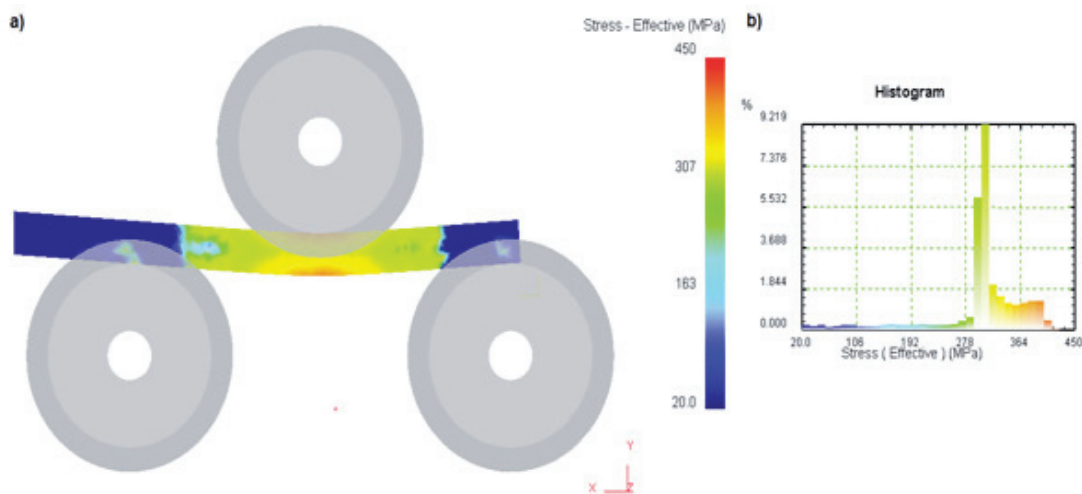 a)
Stress - Effective (MPa)
450
307
163
20.0
Y
X
Z
b)
Histogram
%
9.219
7.376
5.532
3.688
1.844
0.000
20.0 106 192 278 364 450
Stress ( Effective ) (MPa)